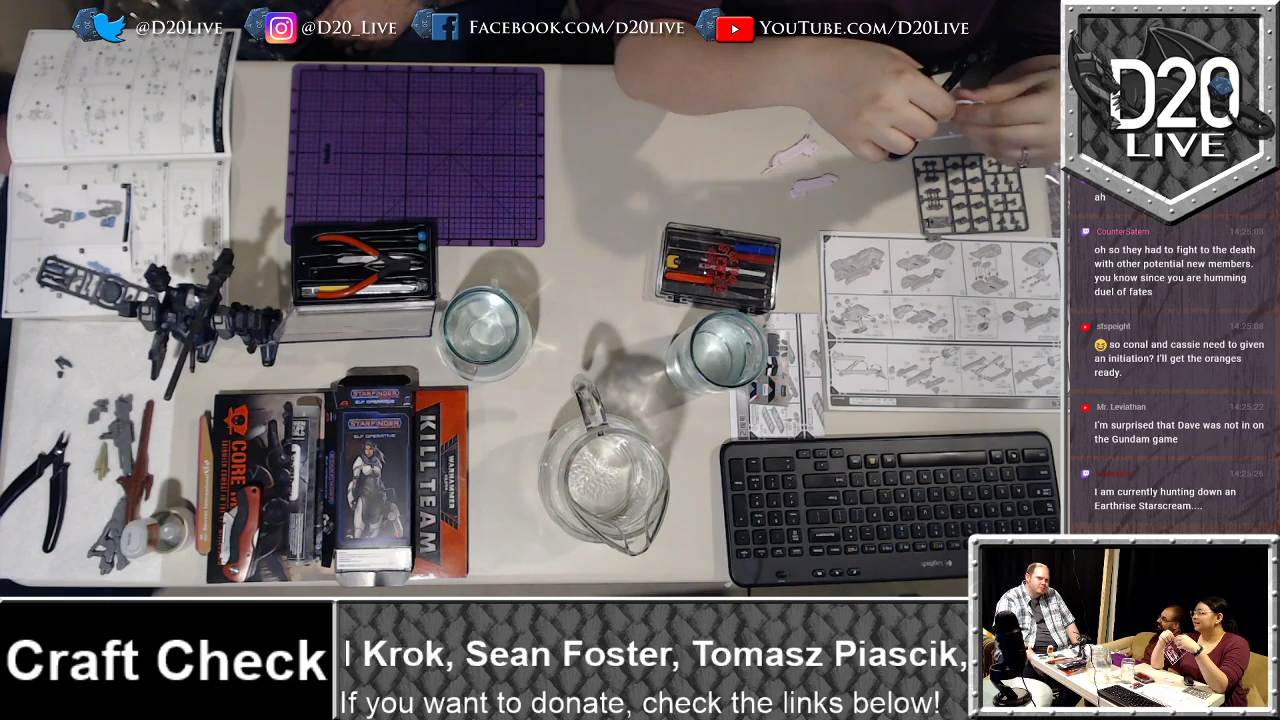 @D20Live
@D20_Live
Facebook.com/D20Live
YouTube.com/D20Live
D20
LIVE
ah
CounterSatern 14:25:03
oh so they had to fight to the death
with other potential new members.
you know since you are humming
duel of fates
sfspeight 14:25:08
so conal and cassie need to given
an initiation? I'll get the oranges
ready.
Mr. Leviathan 14:25:22
I'm surprised that Dave was not in on
the Gundam game
14:25:26
I am currently hunting down an
Earthrise Starscream....
STARFINDER
ELF OPERATIVE
STARFINDER
ELF OPERATIVE
KILL TEAM
WARHAMMER
CORE
Craft Check
l Krok, Sean Foster, Tomasz Piascik,
If you want to donate, check the links below!